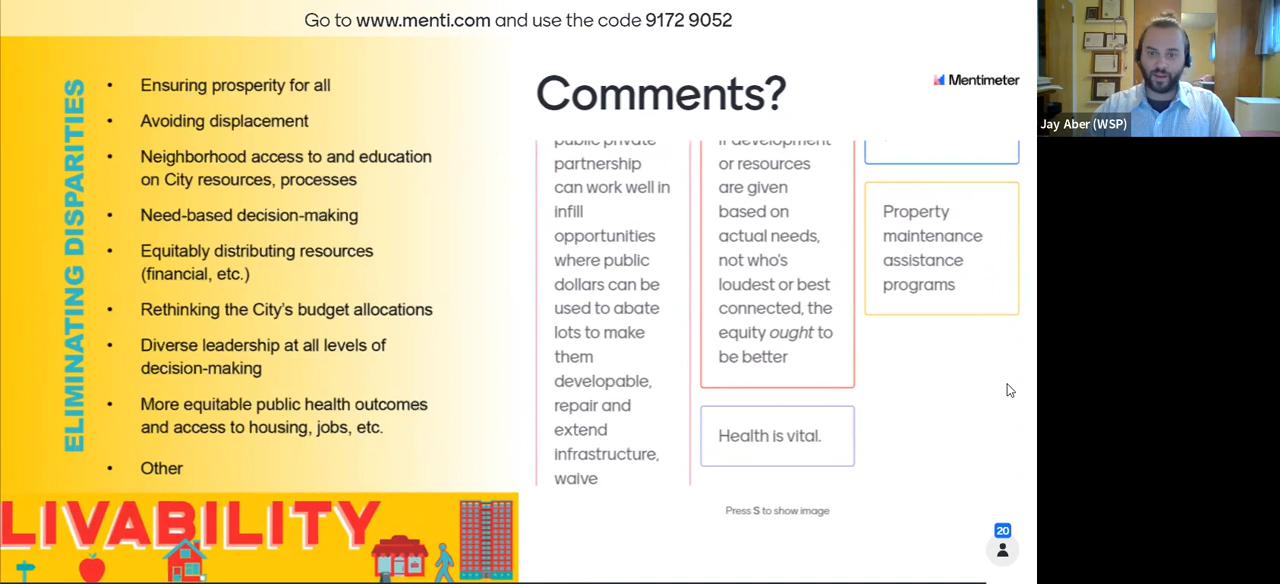 Go to www.menti.com and use the code 9172 9052
ELIMINATING DISPARITIES
• Ensuring prosperity for all
• Avoiding displacement
• Neighborhood access to and education
on City resources, processes
• Need-based decision-making
• Equitably distributing resources
(financial, etc.)
• Rethinking the City's budget allocations
• Diverse leadership at all levels of
decision-making
• More equitable public health outcomes
and access to housing, jobs, etc.
• Other
LIVABILITY
Comments?
Mentimeter
public private
partnership
can work well in
infill
opportunities
where public
dollars can be
used to abate
lots to make
them
developable,
repair and
extend
infrastructure,
waive
If development
or resources
are given
based on
actual needs,
not who's
loudest or best
connected, the
equity ought to
be better
Health is vital.
Property
maintenance
assistance
programs
Press S to show image
20
Jay Aber (WSP)